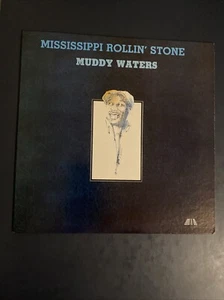 MISSISSIPPI ROLLIN' STONE
MUDDY WATERS